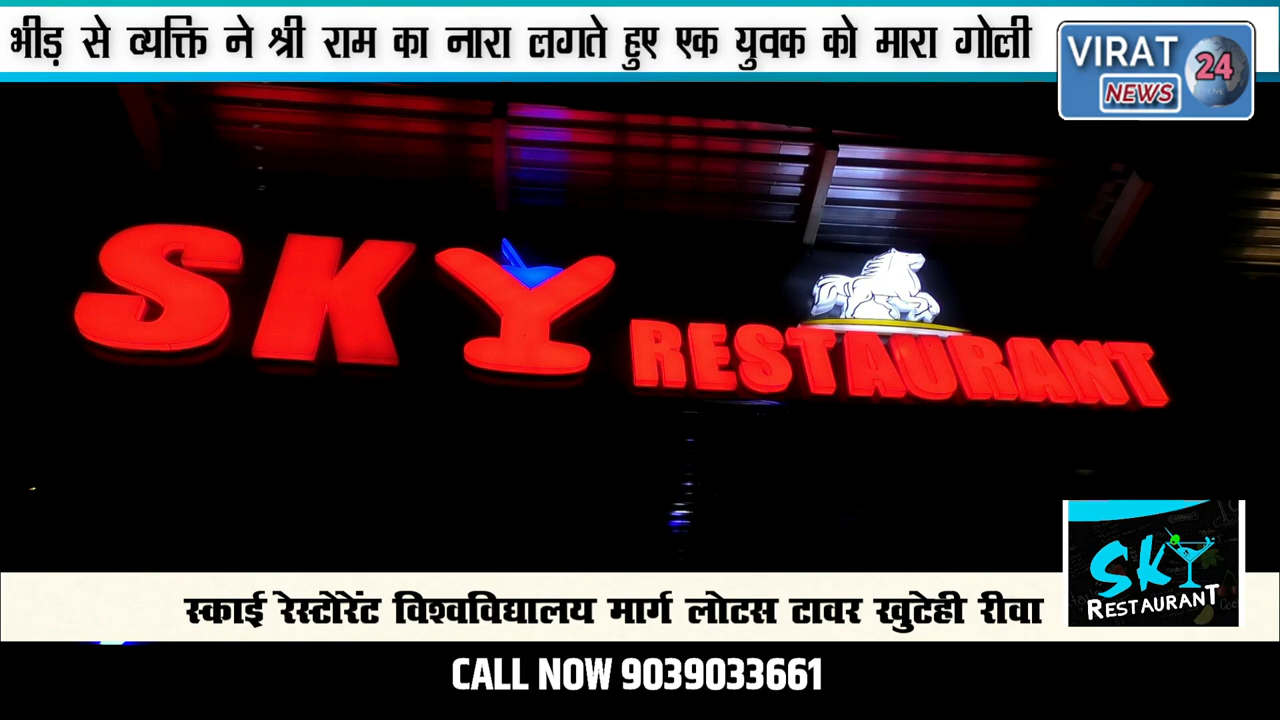 भीड़ से व्यक्ति ने श्री राम का नारा लगते हुए एक युवक को मारा गोली
VIRAT
24
NEWS
SKY RESTAURANT
SKY
RESTAURANT
स्काई रेस्टोरेंट विश्वविद्यालय मार्ग लोटस टावर खुटेही रीवा
CALL NOW 9039033661